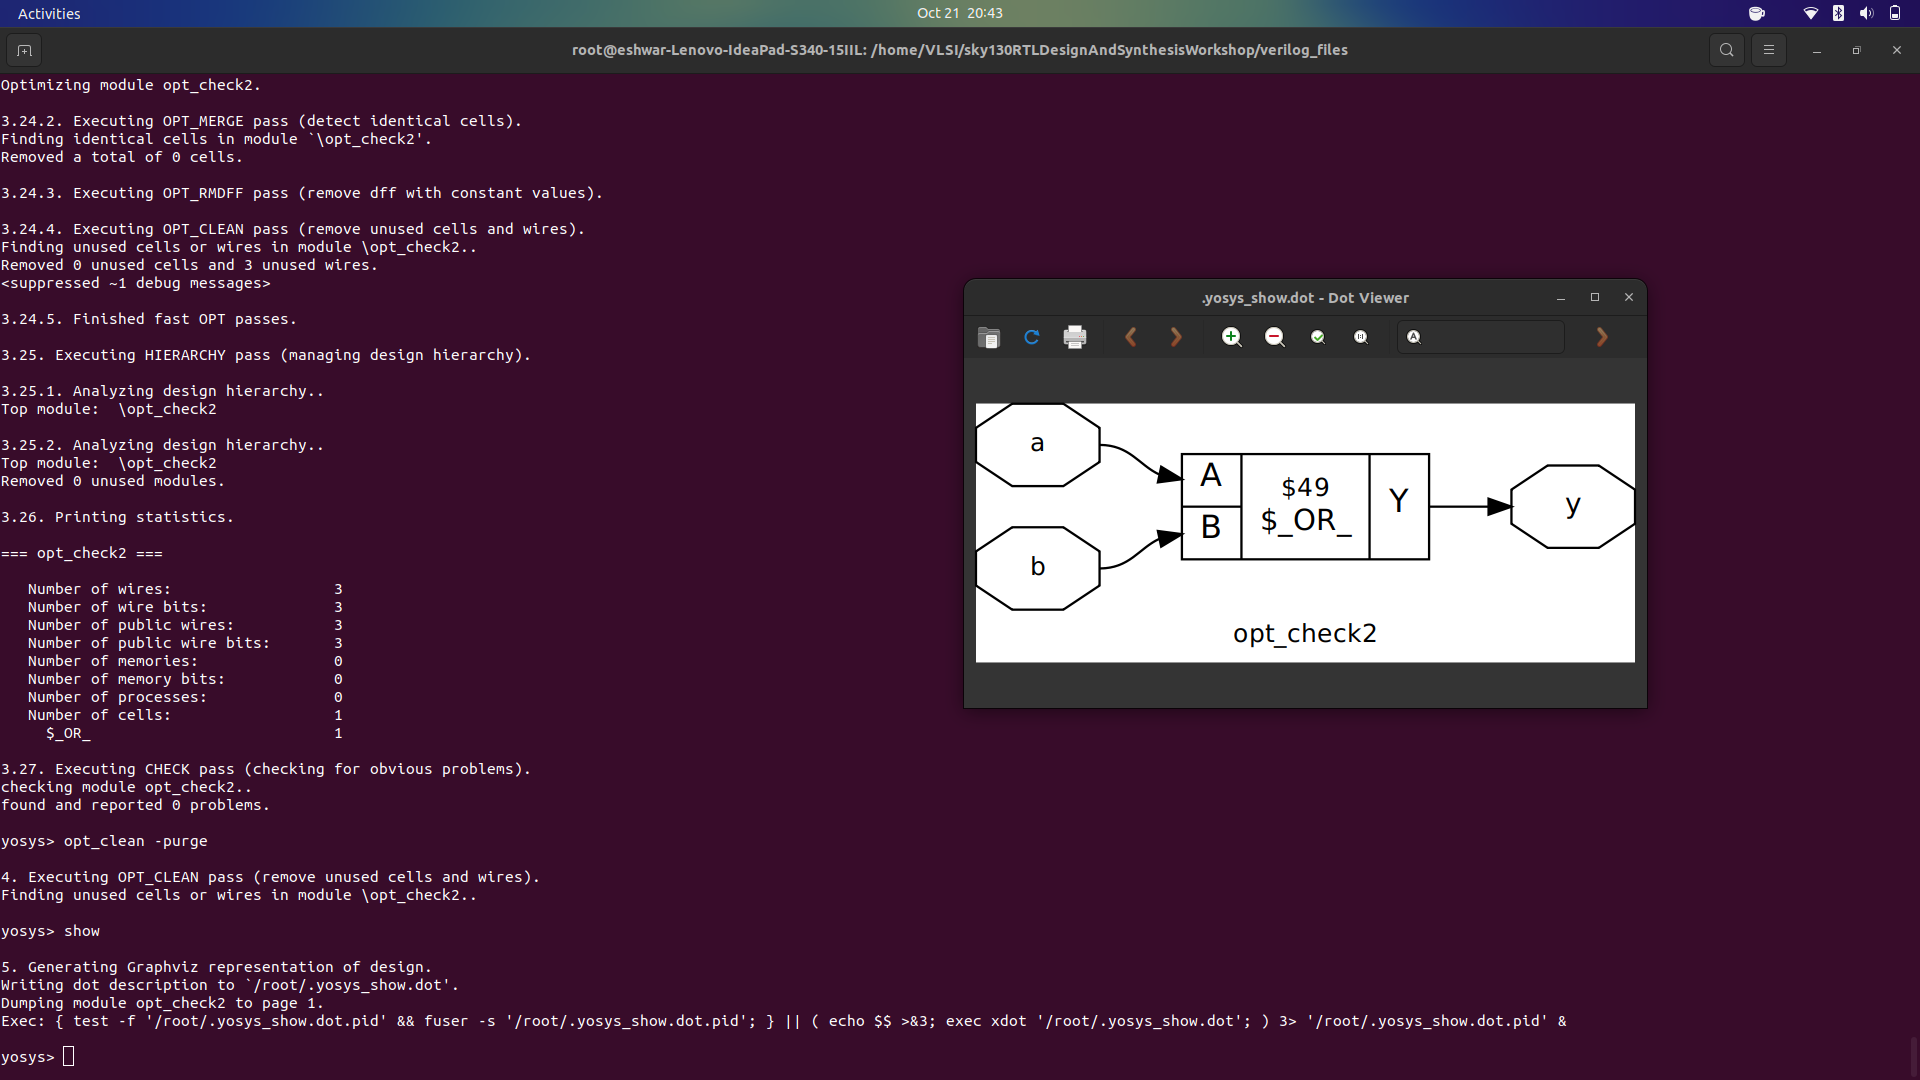 Activities
Oct 21 20:43
root@eshwar-Lenovo-IdeaPad-S340-15IIL: /home/VLSI/sky130RTLDesignAndSynthesisWorkshop/verilog_files
Optimizing module opt_check2.
3.24.2. Executing OPT_MERGE pass (detect identical cells).
Finding identical cells in module `\opt_check2'.
Removed a total of 0 cells.
3.24.3. Executing OPT_RMDFF pass (remove dff with constant values).
3.24.4. Executing OPT_CLEAN pass (remove unused cells and wires).
Finding unused cells or wires in module \opt_check2..
Removed 0 unused cells and 3 unused wires.
<suppressed ~1 debug messages>
3.24.5. Finished fast OPT passes.
3.25. Executing HIERARCHY pass (managing design hierarchy).
3.25.1. Analyzing design hierarchy..
Top module:  \opt_check2
3.25.2. Analyzing design hierarchy..
Top module:  \opt_check2
Removed 0 unused modules.
3.26. Printing statistics.
=== opt_check2 ===
Number of wires: 3
Number of wire bits: 3
Number of public wires: 3
Number of public wire bits: 3
Number of memories: 0
Number of memory bits: 0
Number of processes: 0
Number of cells: 1
$_OR_ 1
3.27. Executing CHECK pass (checking for obvious problems).
checking module opt_check2..
found and reported 0 problems.
yosys> opt_clean -purge
4. Executing OPT_CLEAN pass (remove unused cells and wires).
Finding unused cells or wires in module \opt_check2..
yosys> show
5. Generating Graphviz representation of design.
Writing dot description to `/root/.yosys_show.dot'.
Dumping module opt_check2 to page 1.
Exec: { test -f '/root/.yosys_show.dot.pid' && fuser -s '/root/.yosys_show.dot.pid'; } || ( echo $$ >&3; exec xdot '/root/.yosys_show.dot'; ) 3> '/root/.yosys_show.dot.pid' &
yosys>
.yosys_show.dot - Dot Viewer
a
b
A
B
$49
$_OR_
Y
y
opt_check2